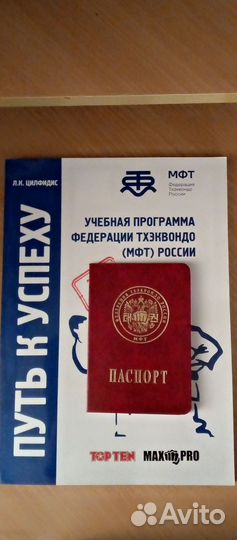 Л.И. ЦИЛФИДИС
МФТ
Федерация
Тхэквондо
России
ПУТЬ К УСПЕХУ
УЧЕБНАЯ ПРОГРАММА
ФЕДЕРАЦИИ ТХЭКВОНДО
(МФТ) РОССИИ
МФТ
ПАСПОРТ
TOP TEN MAX PRO
Avito